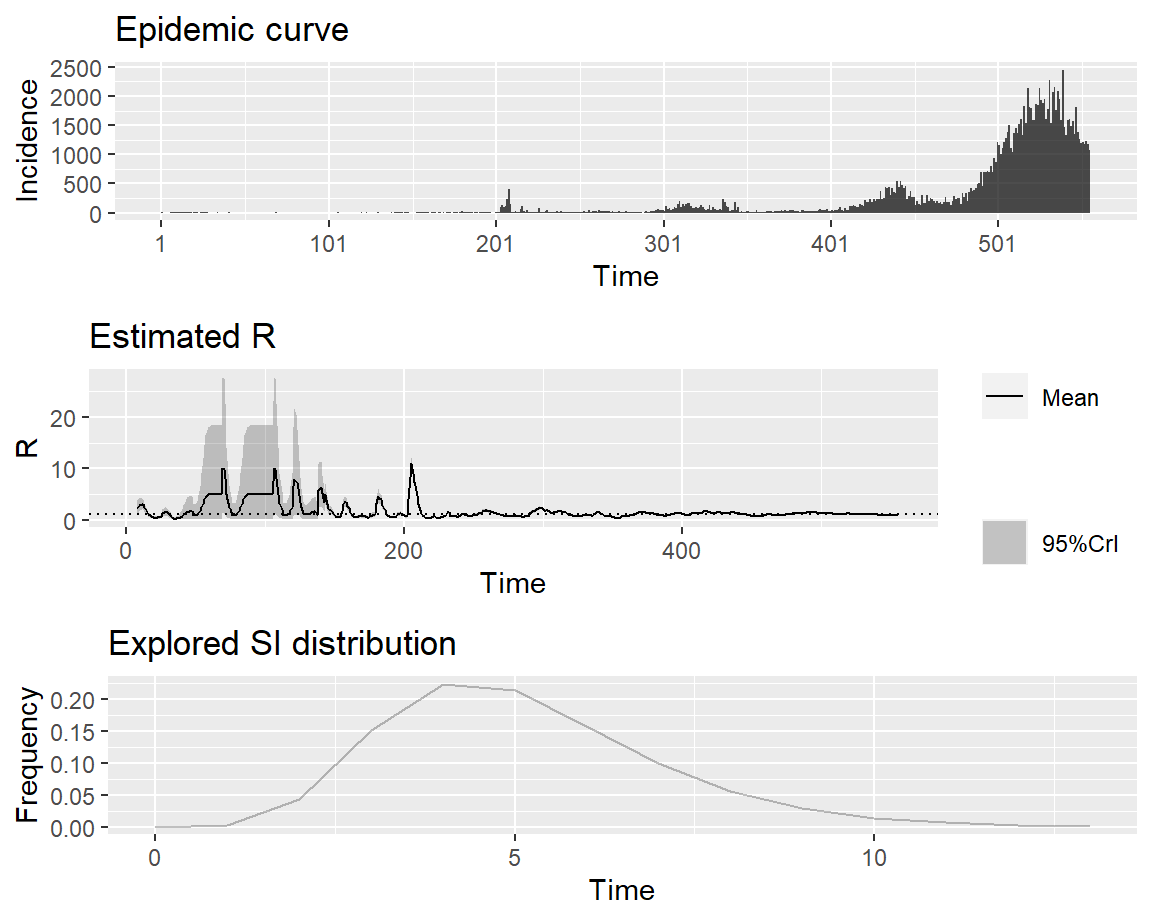 Epidemic curve
Incidence
2500
2000
1500
1000
500
0
1
101
201
301
401
501
Time
Estimated R
R
20
10
0
0
200
400
Time
Mean
95%CrI
Explored SI distribution
Frequency
0.20
0.15
0.10
0.05
0.00
0
5
10
Time